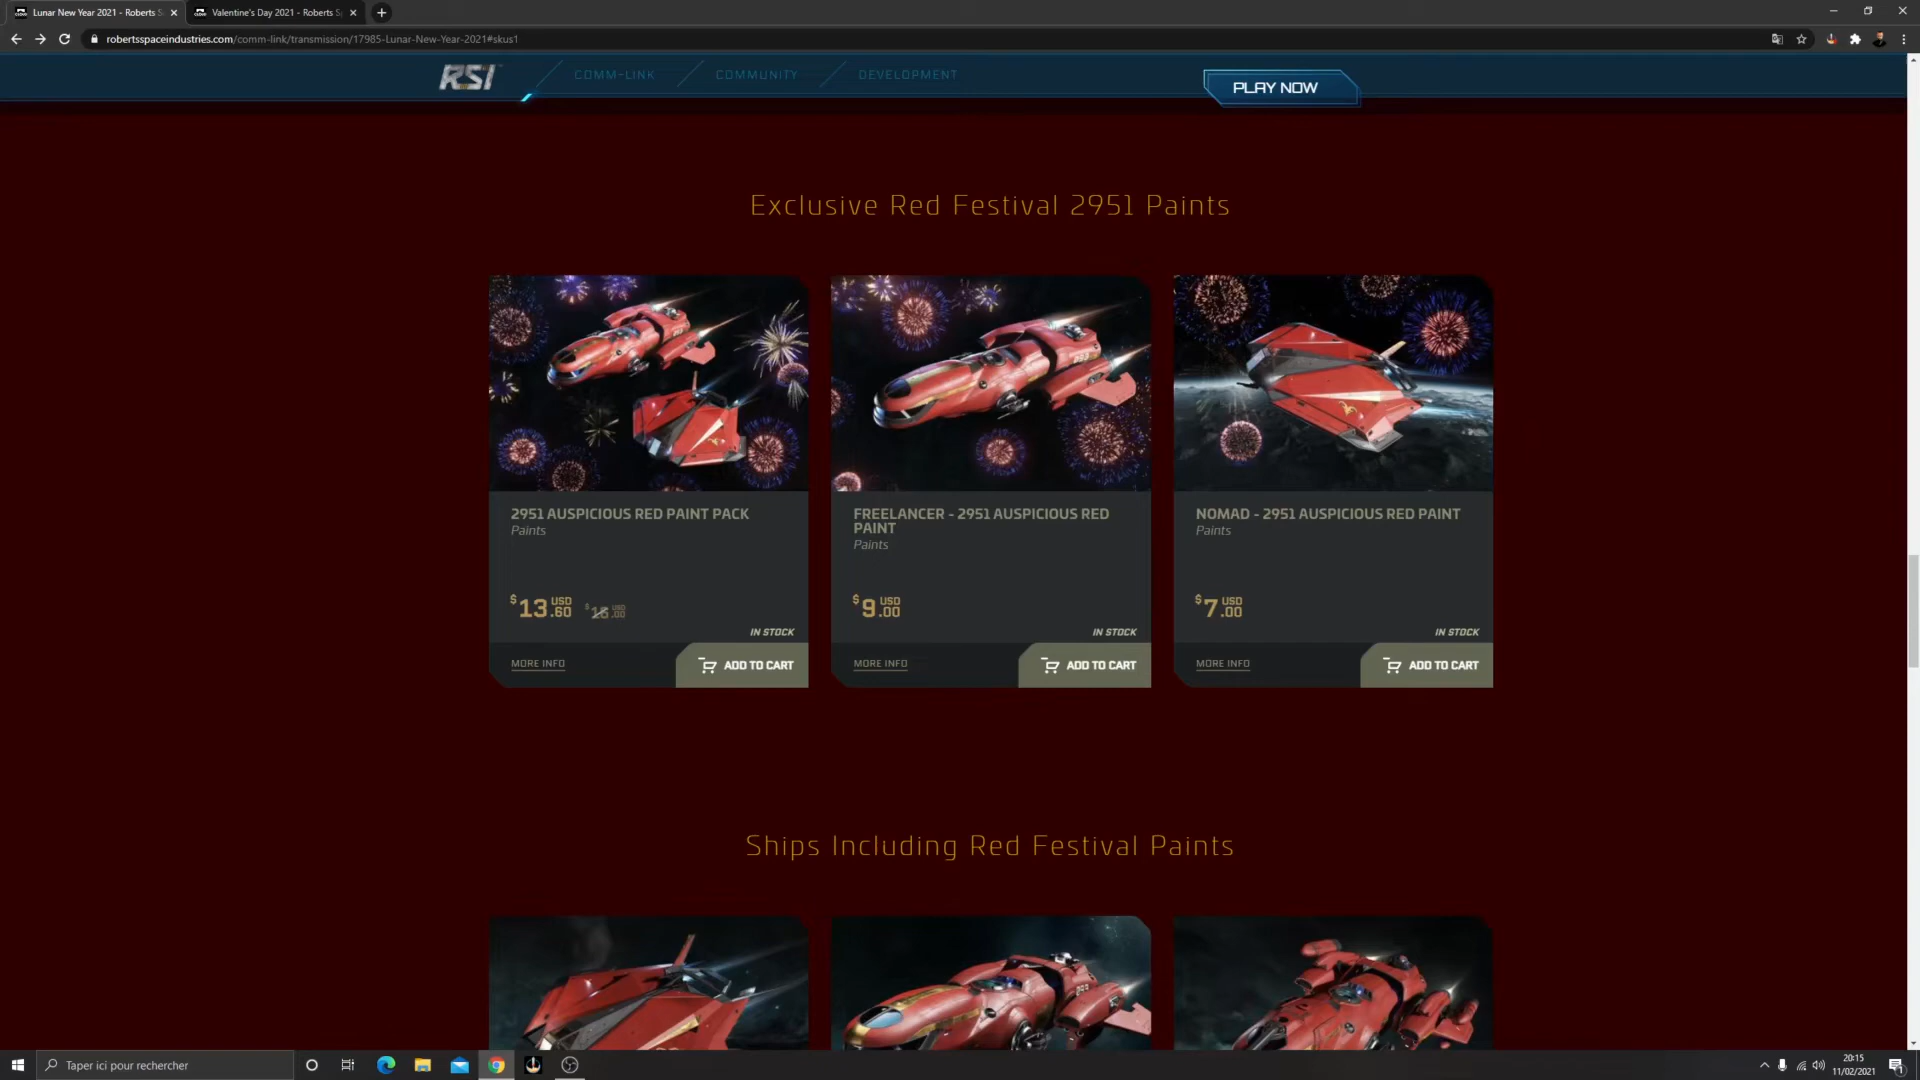 Lunar New Year 2021 - Roberts S
Valentine's Day 2021 - Roberts S
robertsspaceindustries.com/comm-link/transmission/17985-Lunar-New-Year-2021#skus1
RSI
COMM-LINK
COMMUNITY
DEVELOPMENT
PLAY NOW
Exclusive Red Festival 2951 Paints
2951 AUSPICIOUS RED PAINT PACK
Paints
$13.60 USD
USD .00
IN STOCK
MORE INFO
ADD TO CART
FREELANCER - 2951 AUSPICIOUS RED
PAINT
Paints
$9.00 USD
IN STOCK
MORE INFO
ADD TO CART
NOMAD - 2951 AUSPICIOUS RED PAINT
Paints
$7.00 USD
IN STOCK
MORE INFO
ADD TO CART
Ships Including Red Festival Paints
Taper ici pour rechercher
20:15
11/02/2021